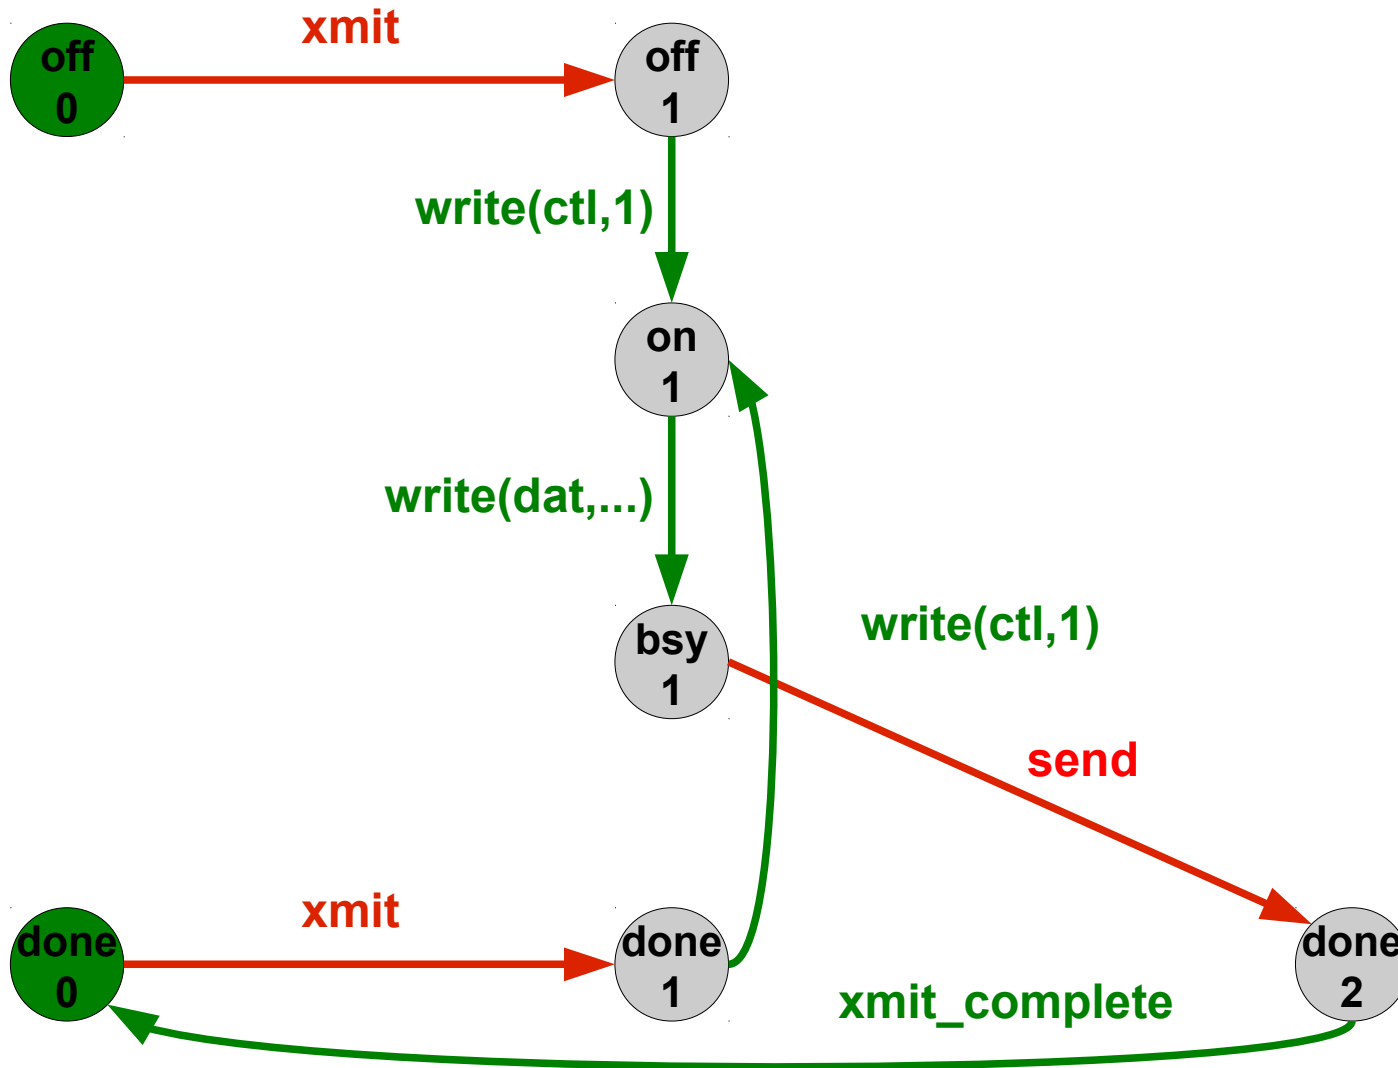 xmit
off
0
off
1
write(ctl,1)
on
1
write(dat,...)
bsy
1
write(ctl,1)
send
xmit
done
0
done
1
done
2
xmit_complete